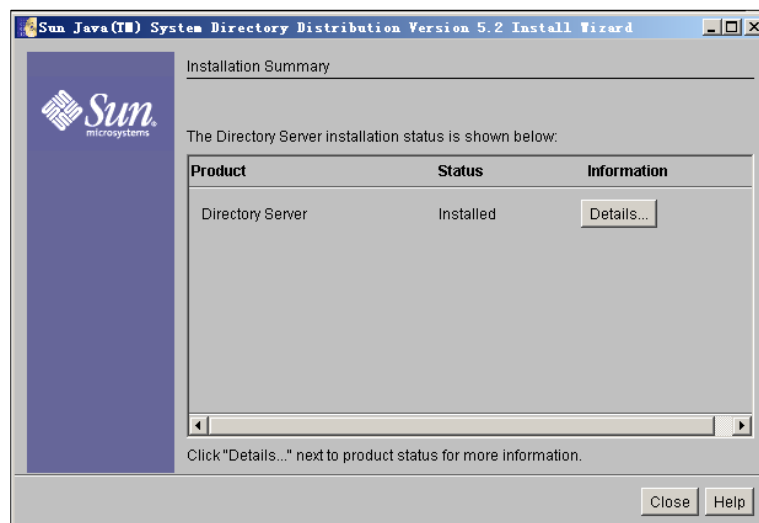 Sun Java(TM) System Directory Distribution Version 5.2 Install Wizard
Installation Summary
Sun
microsystems
The Directory Server installation status is shown below:
Product Status Information
Directory Server Installed Details...
Click "Details..." next to product status for more information.
Close Help